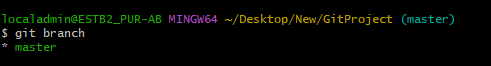 localadmin@ESTB2_PUR-AB MINGW64 ~/Desktop/New/GitProject (master)
$ git branch
* master